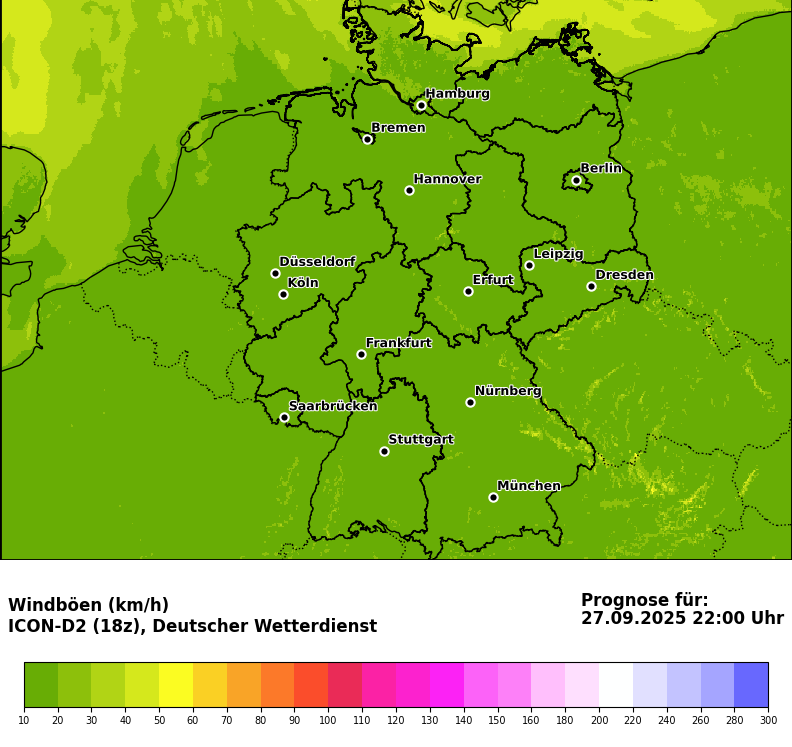 Hamburg
Bremen
Berlin
Hannover
Leipzig
Düsseldorf
Dresden
Köln
Erfurt
Frankfurt
Nürnberg
Saarbrücken
Stuttgart
München
Windböen (km/h)
ICON-D2 (18z), Deutscher Wetterdienst
Prognose für:
27.09.2025 22:00 Uhr
10 20 30 40 50 60 70 80 90 100 110 120 130 140 150 160 180 200 220 240 260 280 300